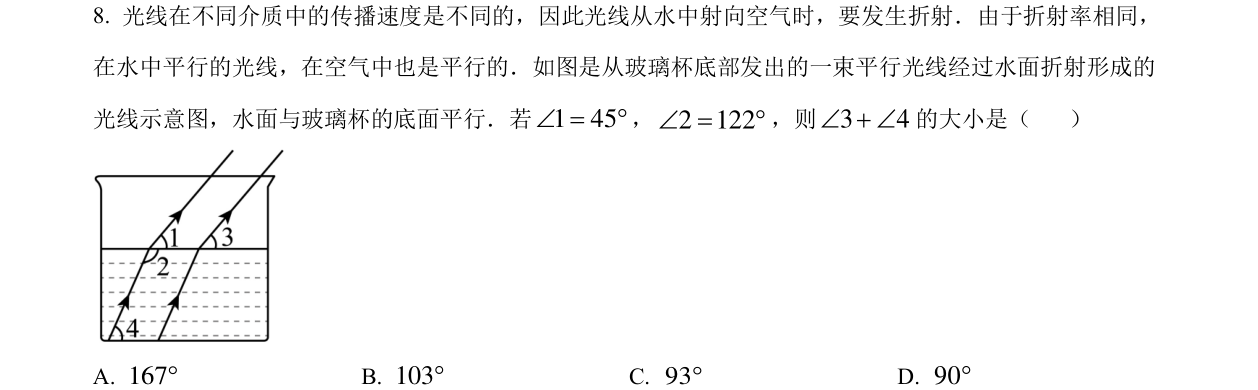 8. 光线在不同介质中的传播速度是不同的，因此光线从水中射向空气时，要发生折射．由于折射率相同，
在水中平行的光线，在空气中也是平行的．如图是从玻璃杯底部发出的一束平行光线经过水面折射形成的
光线示意图，水面与玻璃杯的底面平行．若∠1=45°，∠2=122°，则∠3+∠4的大小是（ ）
1 3
2
4
A. 167° B. 103° C. 93° D. 90°